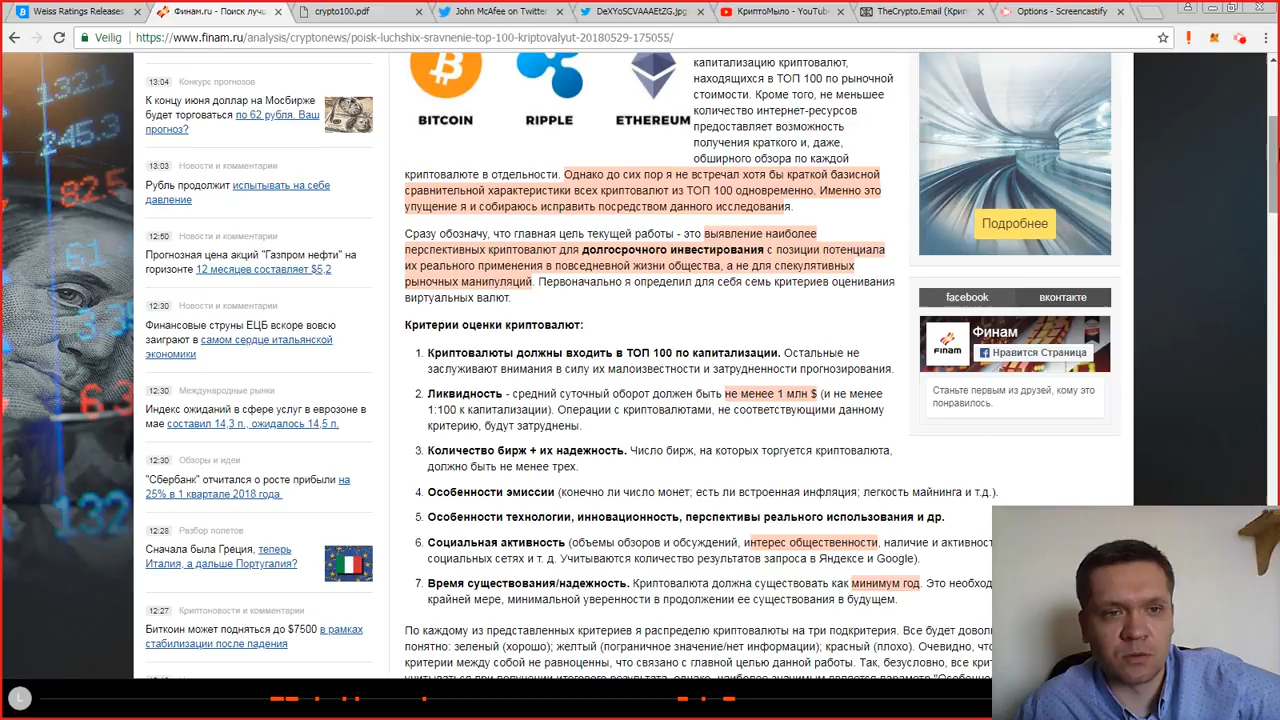 Weiss Ratings Releases
Финам.ru - Поиск лучш
crypto100.pdf
John McAfee on Twitter
DeXYoSCVAAAEtZG.jpg
КриптоМыло - YouTub
TheCrypto.Email (Крип
Options - Screencastify
Veilig
https://www.finam.ru/analysis/cryptonews/poisk-luchshix-sravnenie-top-100-kriptovalyut-20180529-175055/
13:04 Конкурс прогнозов
К концу июня доллар на Мосбирже
будет торговаться по 62 рубля. Ваш
прогноз?
13:03 Новости и комментарии
Рубль продолжит испытывать на себе
давление
12:50 Новости и комментарии
Прогнозная цена акций "Газпром нефть" на
горизонте 12 месяцев составляет $5,2
12:30 Новости и комментарии
Финансовые струны ЕЦБ вскоре вовсю
заиграют в самом сердце итальянской
экономики
12:30 Международные рынки
Индекс ожиданий в сфере услуг в еврозоне в
мае составил 14,3 п., ожидалось 14,5 п.
12:30 Обзоры и идеи
"Сбербанк" отчитался о росте прибыли на
25% в 1 квартале 2018 года
12:28 Разбор полетов
Сначала была Греция, теперь
Италия, а дальше Португалия?
12:27 Криптоновости и комментарии
Биткоин может подняться до $7500 в рамках
стабилизации после падения
BITCOIN RIPPLE ETHEREUM
капитализацию криптовалют,
находящихся в ТОП 100 по рыночной
стоимости. Кроме того, не меньшее
количество интернет-ресурсов
предоставляет возможность
получения краткого и, даже,
обширного обзора по каждой
криптовалюте в отдельности. Однако до сих пор я не встречал хотя бы краткой базисной
сравнительной характеристики всех криптовалют из ТОП 100 одновременно. Именно это
упущение я и собираюсь исправить посредством данного исследования.
Сразу обозначу, что главная цель текущей работы - это выявление наиболее
перспективных криптовалют для долгосрочного инвестирования с позиции потенциала
их реального применения в повседневной жизни общества, а не для спекулятивных
рыночных манипуляций. Первоначально я определил для себя семь критериев оценивания
виртуальных валют.
Критерии оценки криптовалют:
1. Криптовалюты должны входить в ТОП 100 по капитализации. Остальные не
заслуживают внимания в силу их малоизвестности и затрудненности прогнозирования.
2. Ликвидность - средний суточный оборот должен быть не менее 1 млн $ (и не менее
1:100 к капитализации). Операции с криптовалютами, не соответствующими данному
критерию, будут затруднены.
3. Количество бирж + их надежность. Число бирж, на которых торгуется криптовалюта,
должно быть не менее трех.
4. Особенности эмиссии (конечно ли число монет; есть ли встроенная инфляция; легкость майнинга и т.д.).
5. Особенности технологии, инновационность, перспективы реального использования и др.
6. Социальная активность (объемы обзоров и обсуждений, интерес общественности, наличие и активност
социальных сетях и т. д. Учитываются количество результатов запроса в Яндексе и Google).
7. Время существования/надежность. Криптовалюта должна существовать как минимум год. Это необход
крайней мере, минимальной уверенности в продолжении ее существования в будущем.
По каждому из представленных критериев я распределю криптовалюты на три подкритерия. Все будет довол
понятно: зеленый (хорошо); желтый (пограничное значение/нет информации); красный (плохо). Очевидно, что
критерии между собой не равноценны, что связано с главной целью данной работы. Так, безусловно, все крит
Подробнее
facebook
вконтакте
ФИНАМ
Финам
Нравится Страница
Станьте первым из друзей, кому это
понравилось.
1321
245.3
82.5
61
132
L